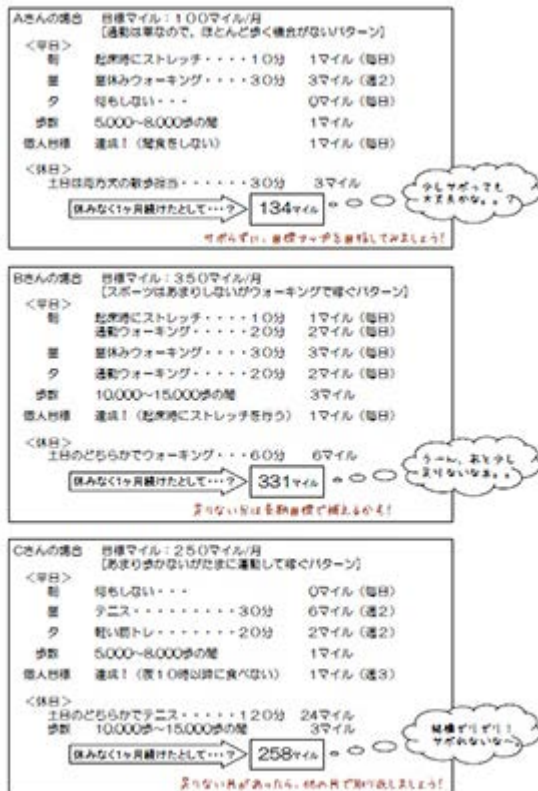 Aさんの場合 目標マイル：100マイル/月
[通勤は車なので、ほとんど歩く機会がないパターン]
＜平日＞
朝 起床時にストレッチ・・・・10分 1マイル（毎日）
昼 昼休みウォーキング・・・・30分 3マイル（週2）
夕 何もしない・・・ 0マイル（毎日）
歩数 5,000～8,000歩の間 1マイル
個人目標 達成！（間食をしない） 1マイル（毎日）
＜休日＞
土日は両方犬の散歩担当・・・・・・30分 3マイル
休みなく1ヶ月続けたとして・・・？ 134マイル
少しサボっても
大丈夫かな。。？
サボらずに、目標タッチを目指してみましょう！
Bさんの場合 目標マイル：350マイル/月
[スポーツはあまりしないがウォーキングで稼ぐパターン]
＜平日＞
朝 起床時にストレッチ・・・・10分 1マイル（毎日）
通勤ウォーキング・・・・・20分 2マイル（毎日）
昼 昼休みウォーキング・・・・30分 3マイル（毎日）
夕 通勤ウォーキング・・・・・20分 2マイル（毎日）
歩数 10,000～15,000歩の間 3マイル
個人目標 達成！（起床時にストレッチを行う） 1マイル（毎日）
＜休日＞
土日のどちらかでウォーキング・・・60分 6マイル
休みなく1ヶ月続けたとして・・・？ 331マイル
うーん、あと少し
足りないなぁ。。
足りない分は長期目標で補えるかも！
Cさんの場合 目標マイル：250マイル/月
[あまり歩かないがたまに運動して稼ぐパターン]
＜平日＞
朝 何もしない・・・ 0マイル（毎日）
昼 テニス・・・・・・・・・30分 6マイル（週2）
夕 軽い筋トレ・・・・・・・20分 2マイル（週2）
歩数 5,000～8,000歩の間 1マイル
個人目標 達成！（夜10時以降に食べない） 1マイル（週3）
＜休日＞
土日のどちらかでテニス・・・・・120分 24マイル
歩数 10,000歩～15,000歩の間 3マイル
休みなく1ヶ月続けたとして・・・？ 258マイル
結構ギリギリ！
サボれないな～。
足りない月があったら、他の月で取り返しましょう！